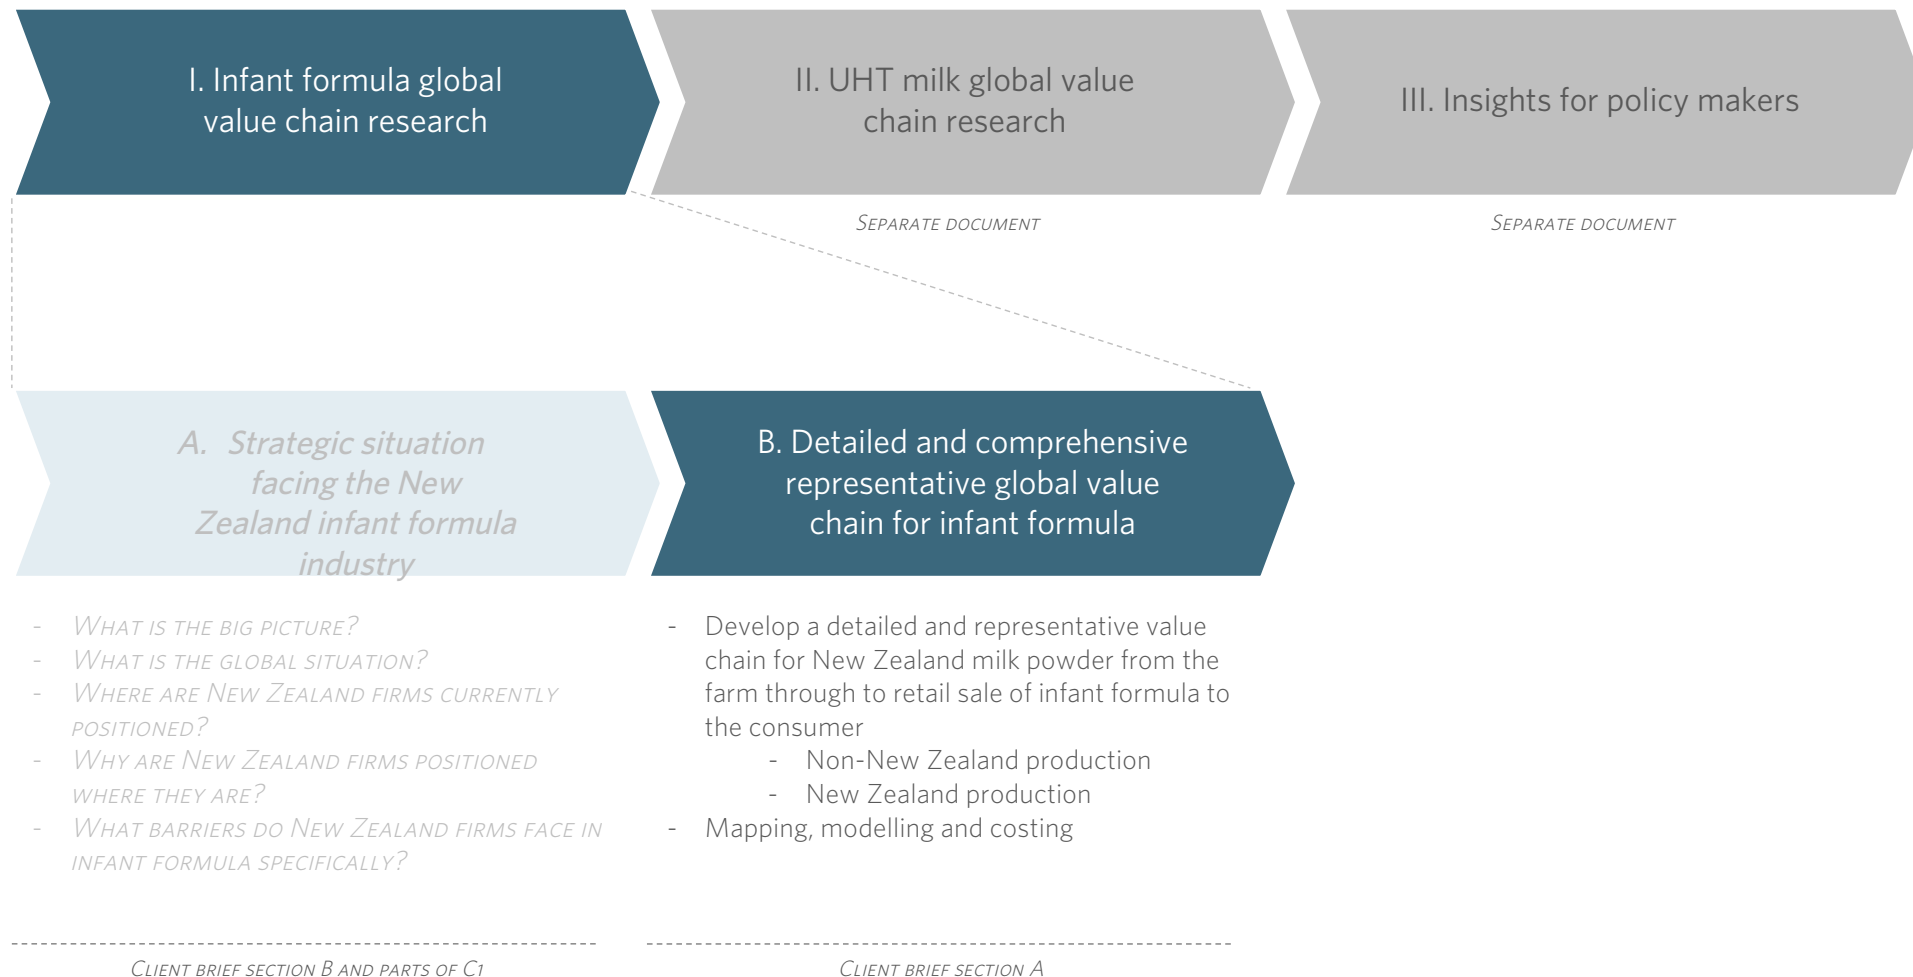 I. Infant formula global
value chain research
II. UHT milk global value
chain research
III. Insights for policy makers
SEPARATE DOCUMENT
SEPARATE DOCUMENT
A. Strategic situation
facing the New
Zealand infant formula
industry
B. Detailed and comprehensive
representative global value
chain for infant formula
- WHAT IS THE BIG PICTURE?
- WHAT IS THE GLOBAL SITUATION?
- WHERE ARE NEW ZEALAND FIRMS CURRENTLY
POSITIONED?
- WHY ARE NEW ZEALAND FIRMS POSITIONED
WHERE THEY ARE?
- WHAT BARRIERS DO NEW ZEALAND FIRMS FACE IN
INFANT FORMULA SPECIFICALLY?
- Develop a detailed and representative value
chain for New Zealand milk powder from the
farm through to retail sale of infant formula to
the consumer
- Non-New Zealand production
- New Zealand production
- Mapping, modelling and costing
CLIENT BRIEF SECTION B AND PARTS OF C1
CLIENT BRIEF SECTION A